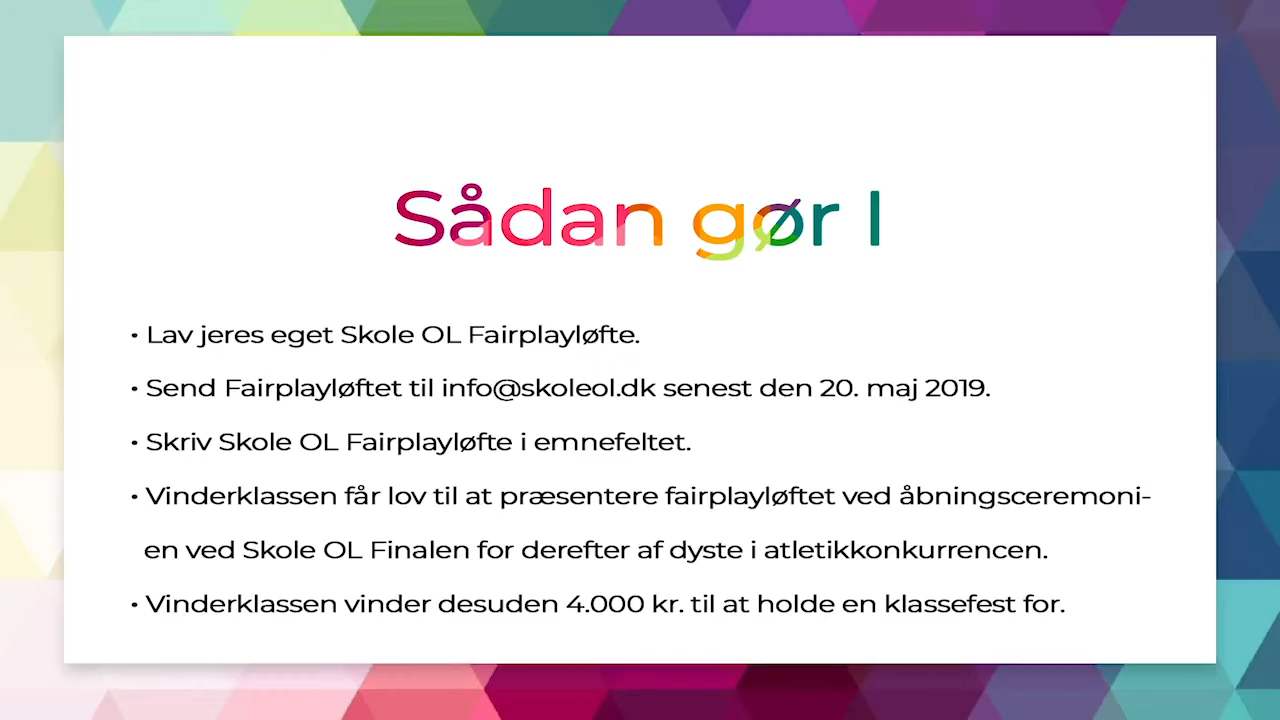 Sådan gør I
• Lav jeres eget Skole OL Fairplayløfte.
• Send Fairplayløftet til info@skoleol.dk senest den 20. maj 2019.
• Skriv Skole OL Fairplayløfte i emnefeltet.
• Vinderklassen får lov til at præsentere fairplayløftet ved åbningsceremoni-
en ved Skole OL Finalen for derefter af dyste i atletikkonkurrencen.
• Vinderklassen vinder desuden 4.000 kr. til at holde en klassefest for.